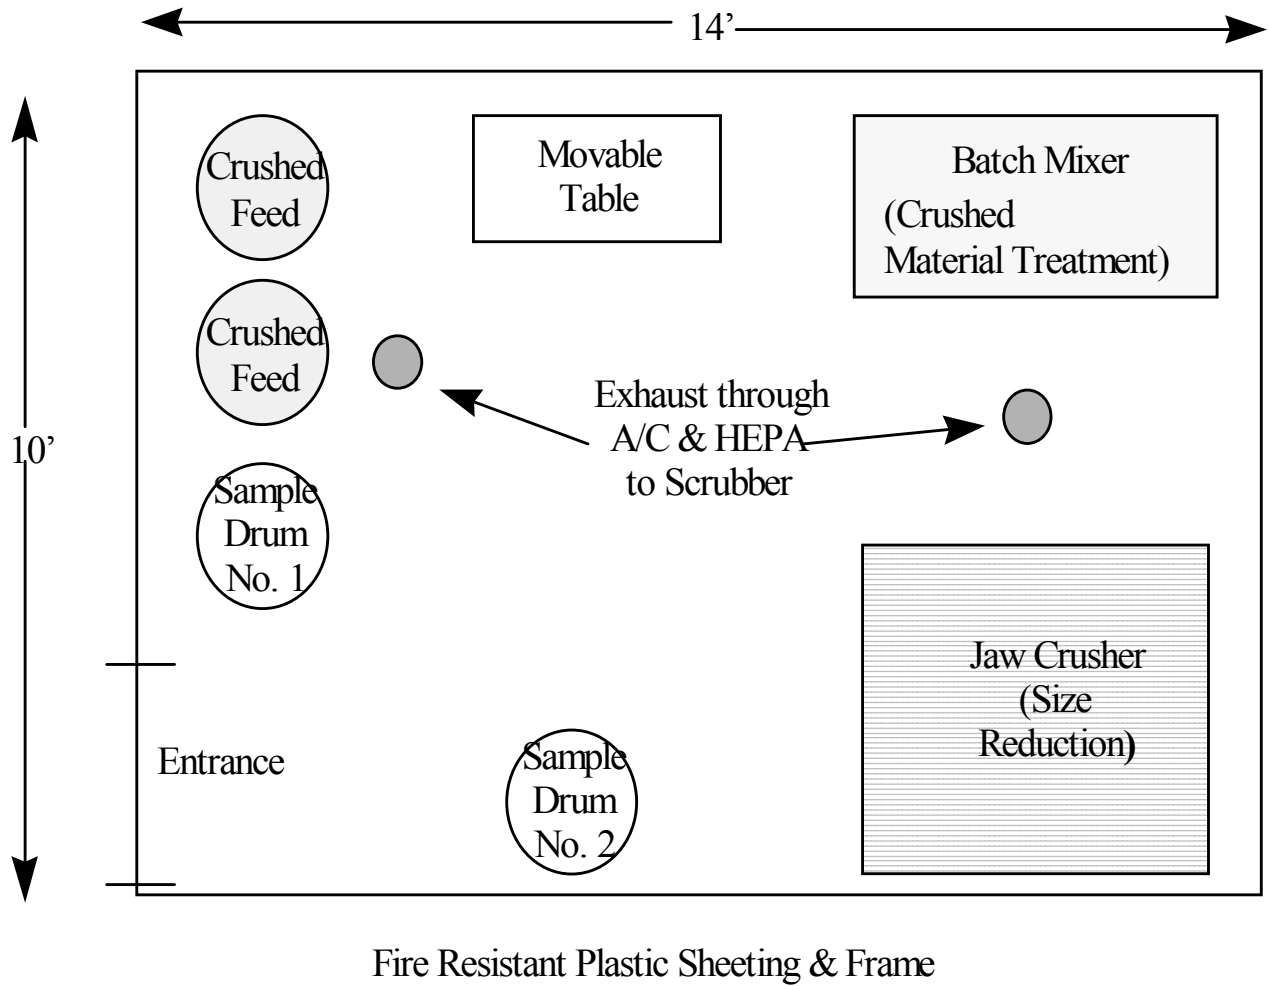 14’
Crushed
Feed
Movable
Table
Batch Mixer
(Crushed
Material Treatment)
Crushed
Feed
Exhaust through
A/C & HEPA
to Scrubber
10’
Sample
Drum
No. 1
Jaw Crusher
(Size
Reduction)
Entrance
Sample
Drum
No. 2
Fire Resistant Plastic Sheeting & Frame